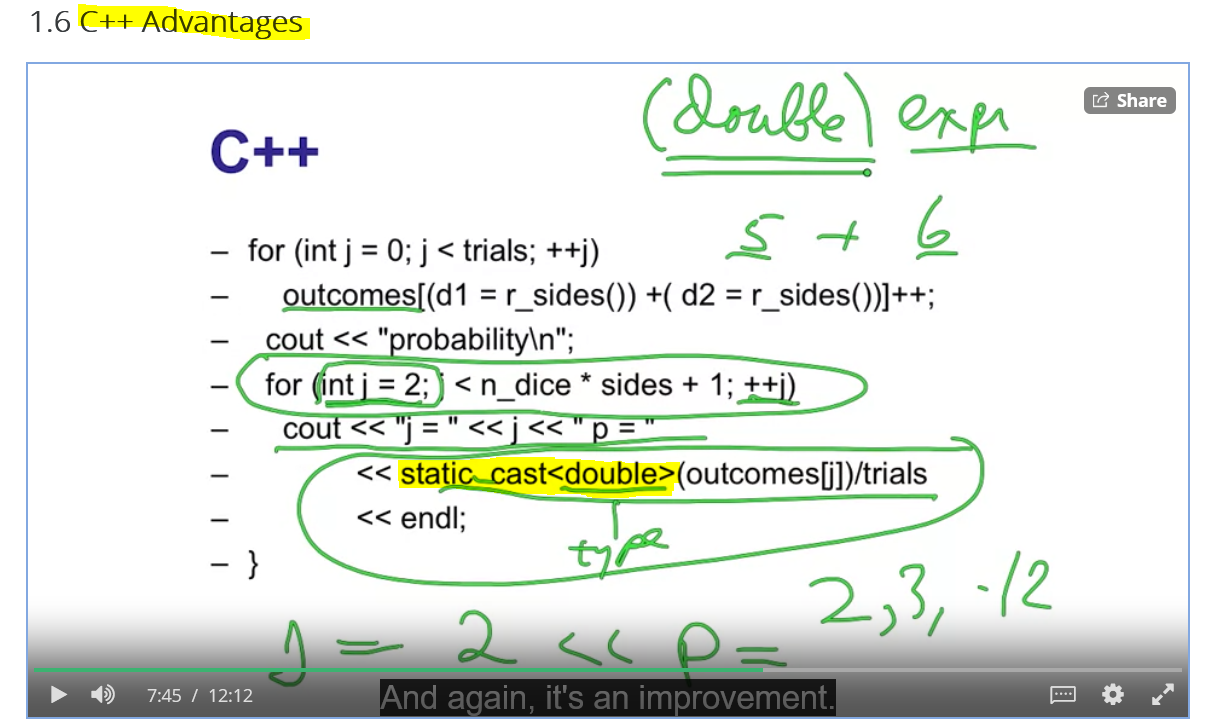 1.6 C++ Advantages
Share
(double) expr
C++
5 + 6
– for (int j = 0; j < trials; ++j)
– outcomes[(d1 = r_sides()) +( d2 = r_sides())]++;
– cout << "probability\n";
– for (int j = 2; j < n_dice * sides + 1; ++j)
– cout << "j = " << j << " p = "
– << static_cast<double>(outcomes[j])/trials
– << endl;
type
– }
2,3, -12
J = 2 << P =
7:45 / 12:12
And again, it's an improvement.